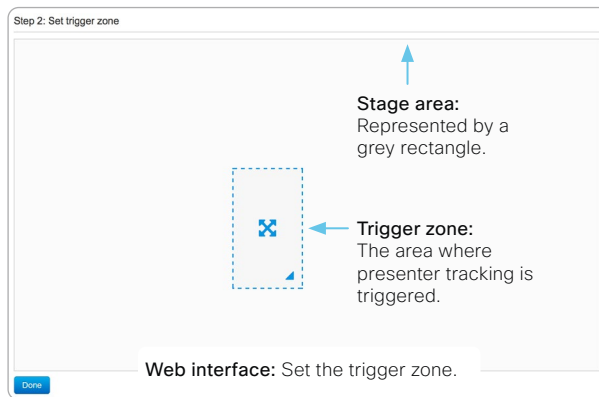 Step 2: Set trigger zone
Stage area:
Represented by a
grey rectangle.
Trigger zone:
The area where
presenter tracking is
triggered.
Web interface: Set the trigger zone.
Done